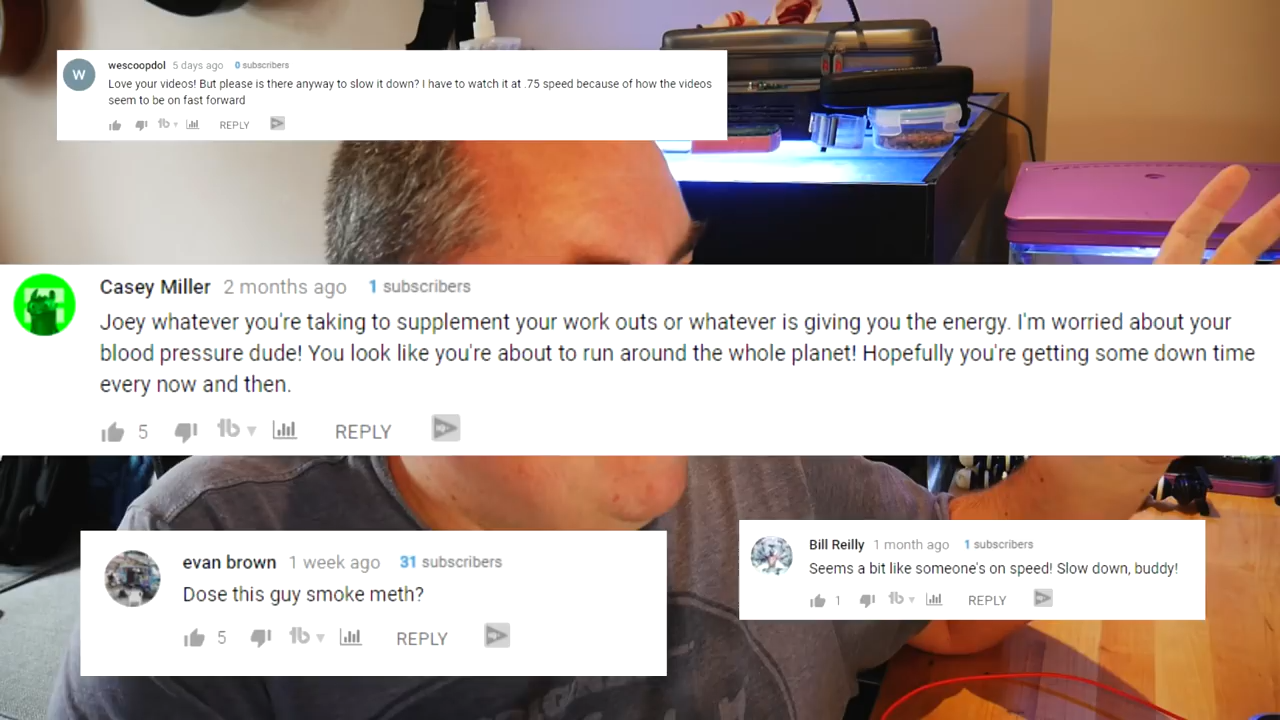 W
wescoopdol 5 days ago 0 subscribers
Love your videos! But please is there anyway to slow it down? I have to watch it at .75 speed because of how the videos
seem to be on fast forward
REPLY
Casey Miller 2 months ago 1 subscribers
Joey whatever you're taking to supplement your work outs or whatever is giving you the energy. I'm worried about your
blood pressure dude! You look like you're about to run around the whole planet! Hopefully you're getting some down time
every now and then.
5 tb REPLY
evan brown 1 week ago 31 subscribers
Dose this guy smoke meth?
5 tb REPLY
Bill Reilly 1 month ago 1 subscribers
Seems a bit like someone's on speed! Slow down, buddy!
1 tb REPLY